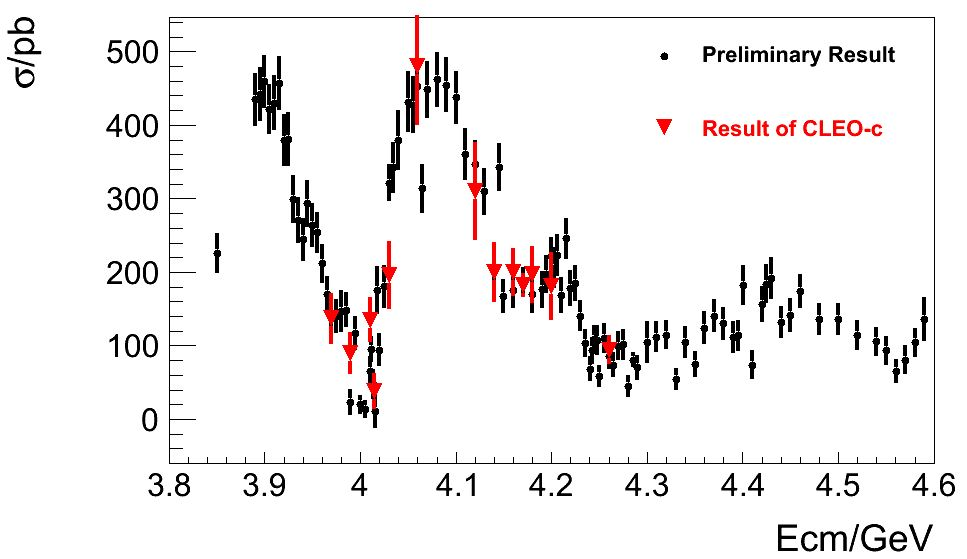 σ/pb
500
400
300
200
100
0
Preliminary Result
Result of CLEO-c
3.8 3.9 4 4.1 4.2 4.3 4.4 4.5 4.6
Ecm/GeV